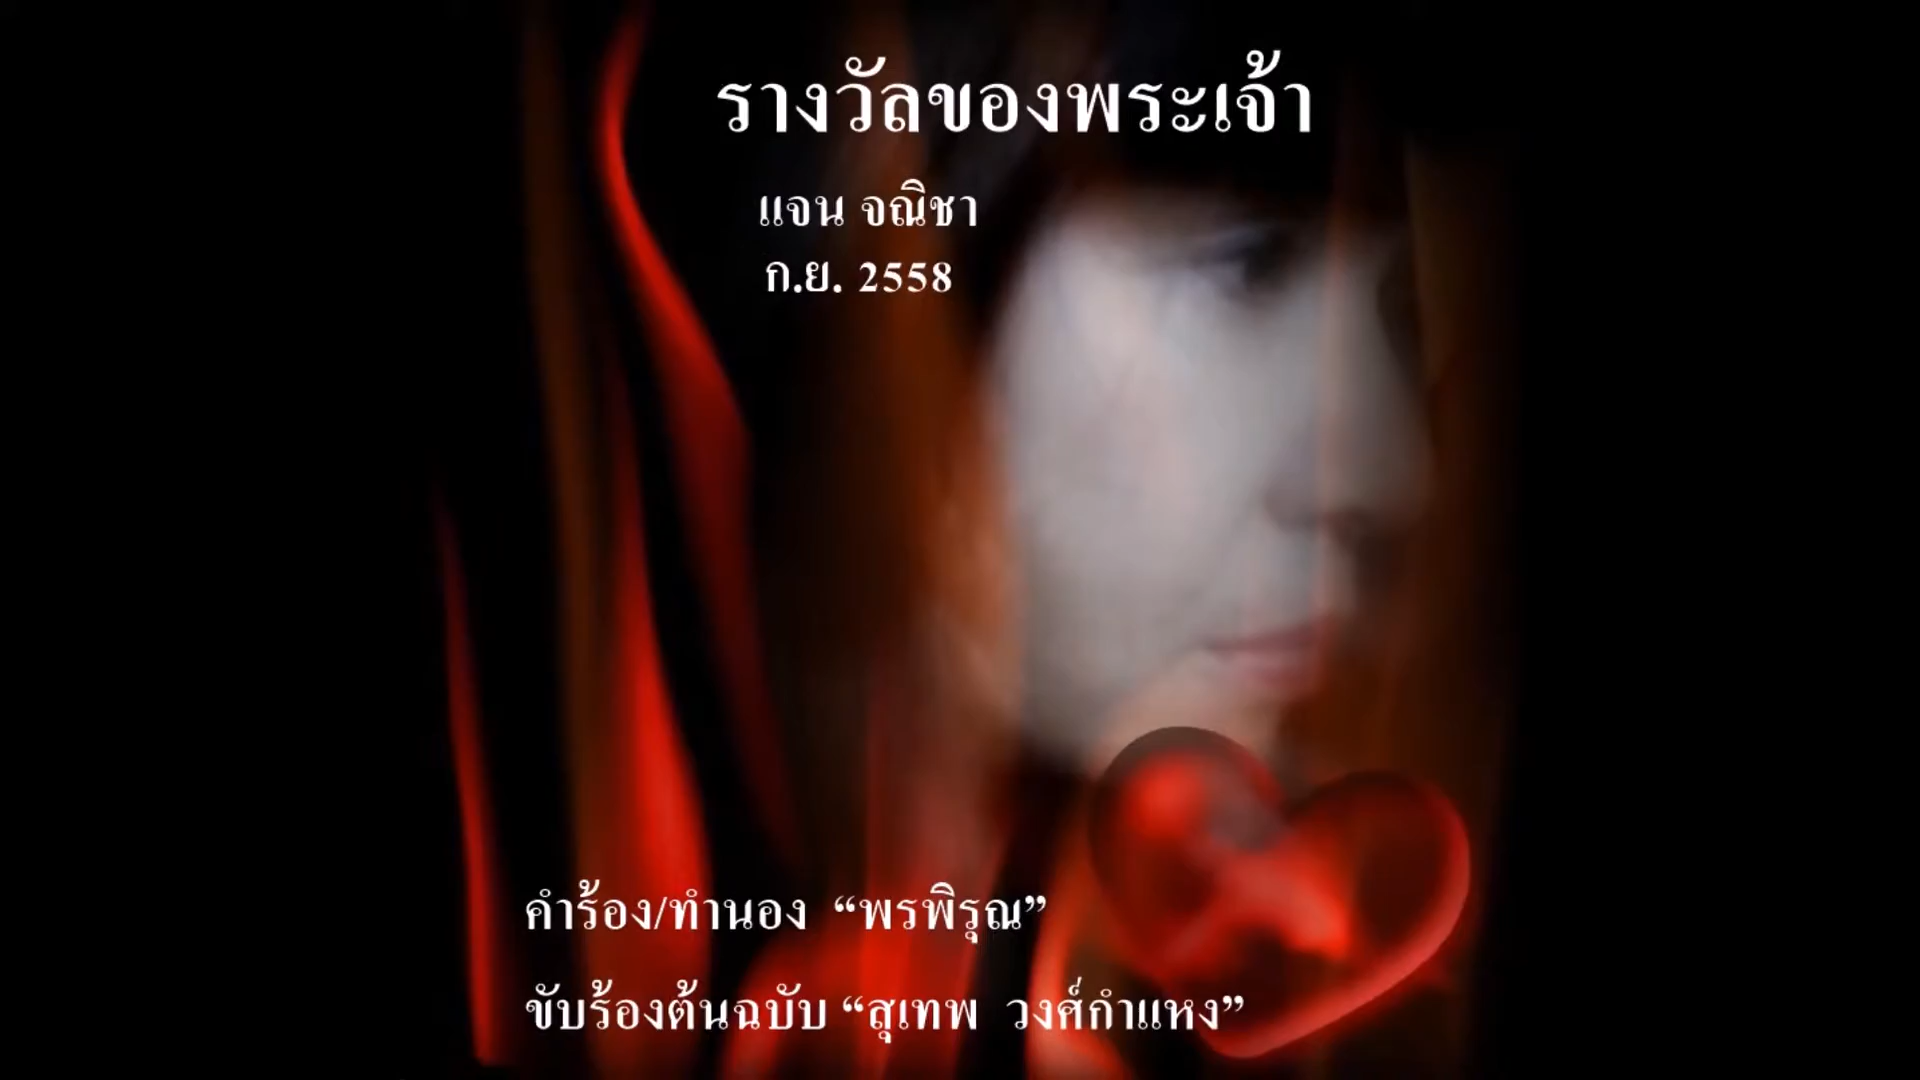 รางวัลของพระเจ้า
แจน จณิชา
ก.ย. 2558
คำร้อง/ทำนอง “พรพิรุณ”
ขับร้องต้นฉบับ “สุเทพ วงศ์กำแหง”